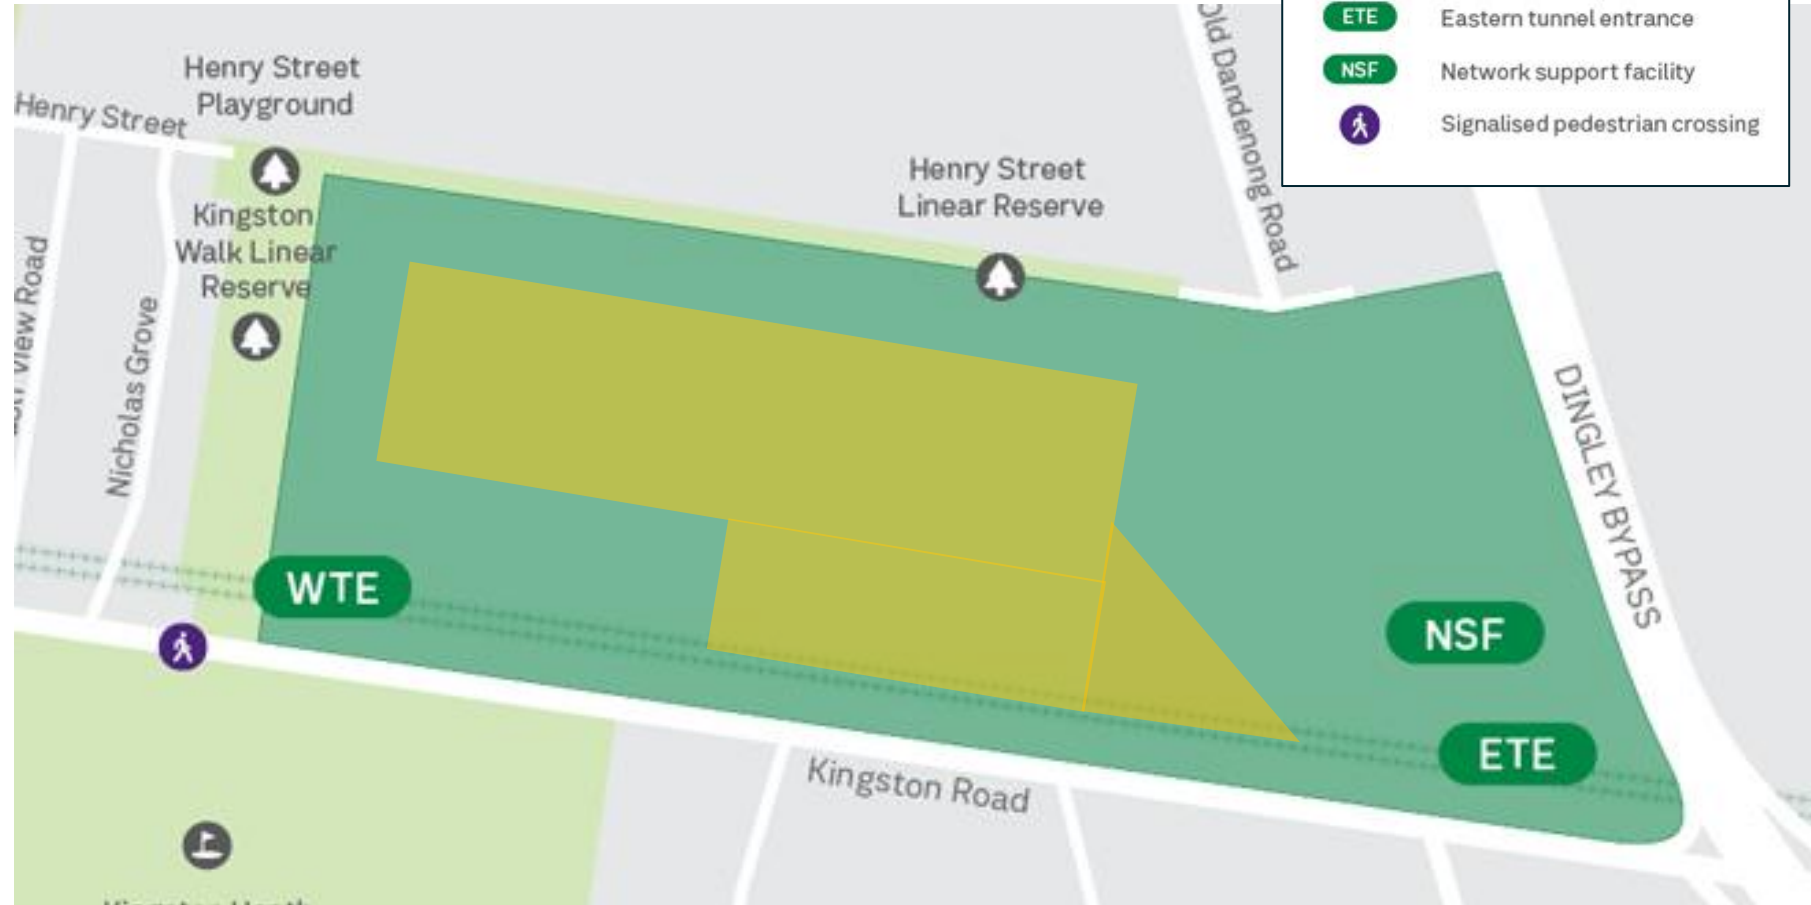 ETE Eastern tunnel entrance
NSF Network support facility
Signalised pedestrian crossing
Henry Street
Playground
Henry Street
Old Dandenong Road
Henry Street
Linear Reserve
Kingston
Walk Linear
Reserve
View Road
Nicholas Grove
DINGLEY BYPASS
WTE
NSF
ETE
Kingston Road